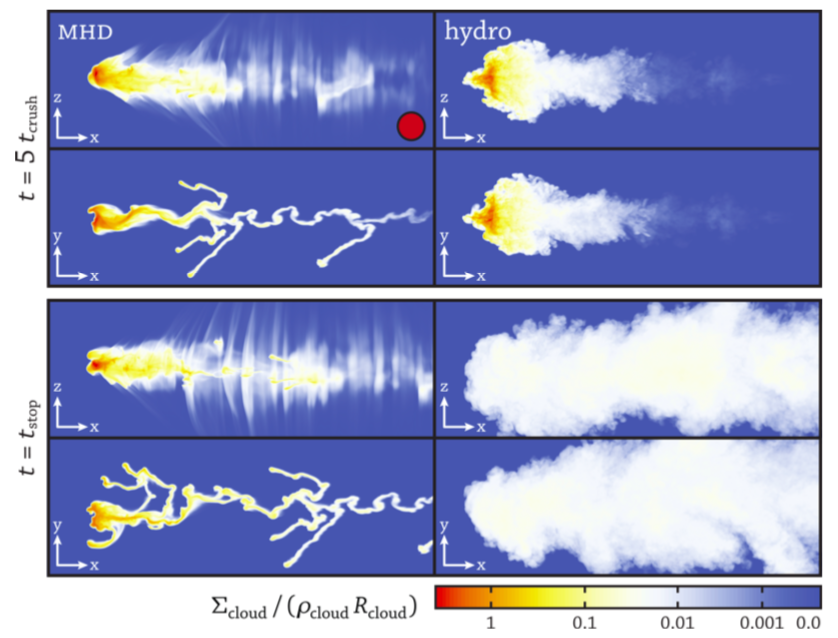 MHD
hydro
t = 5 t_crush
z
x
z
x
y
x
y
x
t = t_stop
z
x
z
x
y
x
y
x
Σ_cloud / (ρ_cloud R_cloud)
1
0.1
0.01
0.001
0.0